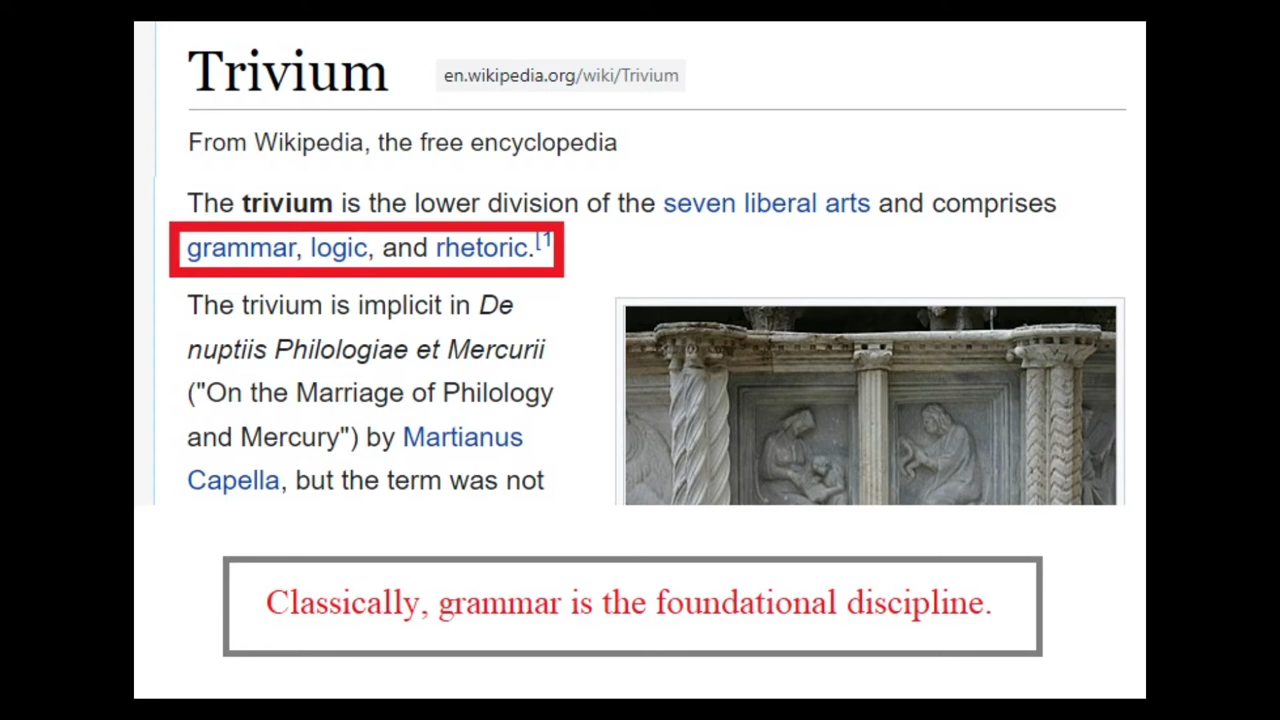 Trivium
en.wikipedia.org/wiki/Trivium
From Wikipedia, the free encyclopedia
The trivium is the lower division of the seven liberal arts and comprises
grammar, logic, and rhetoric.[1
The trivium is implicit in De
nuptiis Philologiae et Mercurii
("On the Marriage of Philology
and Mercury") by Martianus
Capella, but the term was not
Classically, grammar is the foundational discipline.